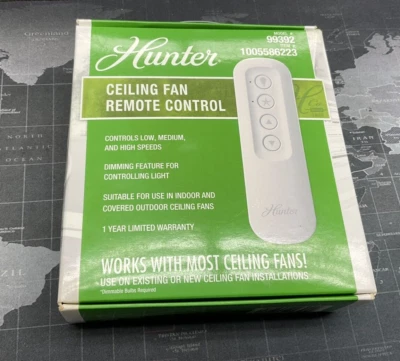 Hunter
MODEL #:
99392
1005586223
CEILING FAN
REMOTE CONTROL
CONTROLS LOW, MEDIUM,
AND HIGH SPEEDS
DIMMING FEATURE FOR
CONTROLLING LIGHT
SUITABLE FOR USE IN INDOOR AND
COVERED OUTDOOR CEILING FANS
1 YEAR LIMITED WARRANTY
Hunter
WORKS WITH MOST CEILING FANS!
USE ON EXISTING OR NEW CEILING FAN INSTALLATIONS
*Dimmable Bulbs Required
BRAZIL